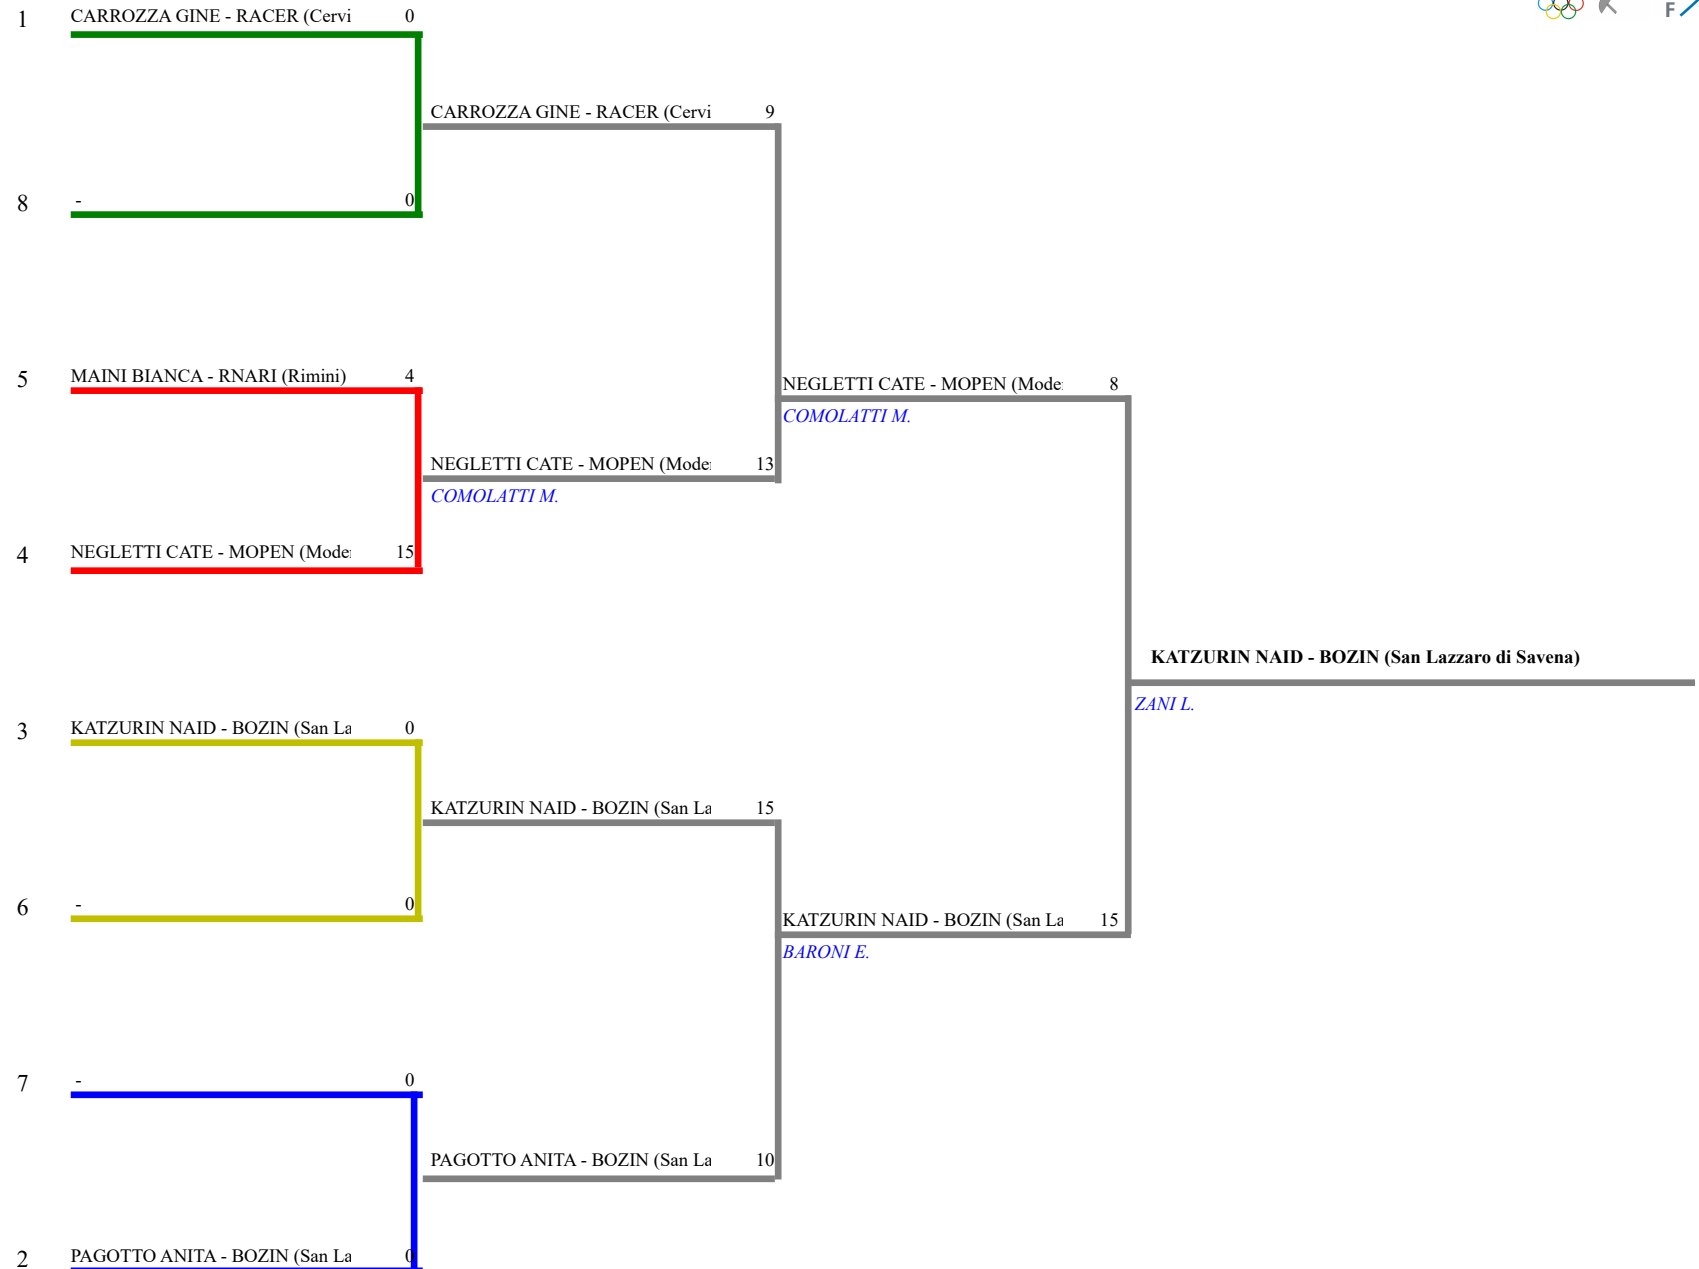 1 CARROZZA GINE - RACER (Cervi 0
F
CARROZZA GINE - RACER (Cervi 9
8 - 0
5 MAINI BIANCA - RNARI (Rimini) 4
NEGLETTI CATE - MOPEN (Mode 8
COMOLATTI M.
NEGLETTI CATE - MOPEN (Mode 13
COMOLATTI M.
4 NEGLETTI CATE - MOPEN (Mode 15
KATZURIN NAID - BOZIN (San Lazzaro di Savena)
ZANI L.
3 KATZURIN NAID - BOZIN (San La 0
KATZURIN NAID - BOZIN (San La 15
6 - 0
KATZURIN NAID - BOZIN (San La 15
BARONI E.
7 - 0
PAGOTTO ANITA - BOZIN (San La 10
2 PAGOTTO ANITA - BOZIN (San La 0